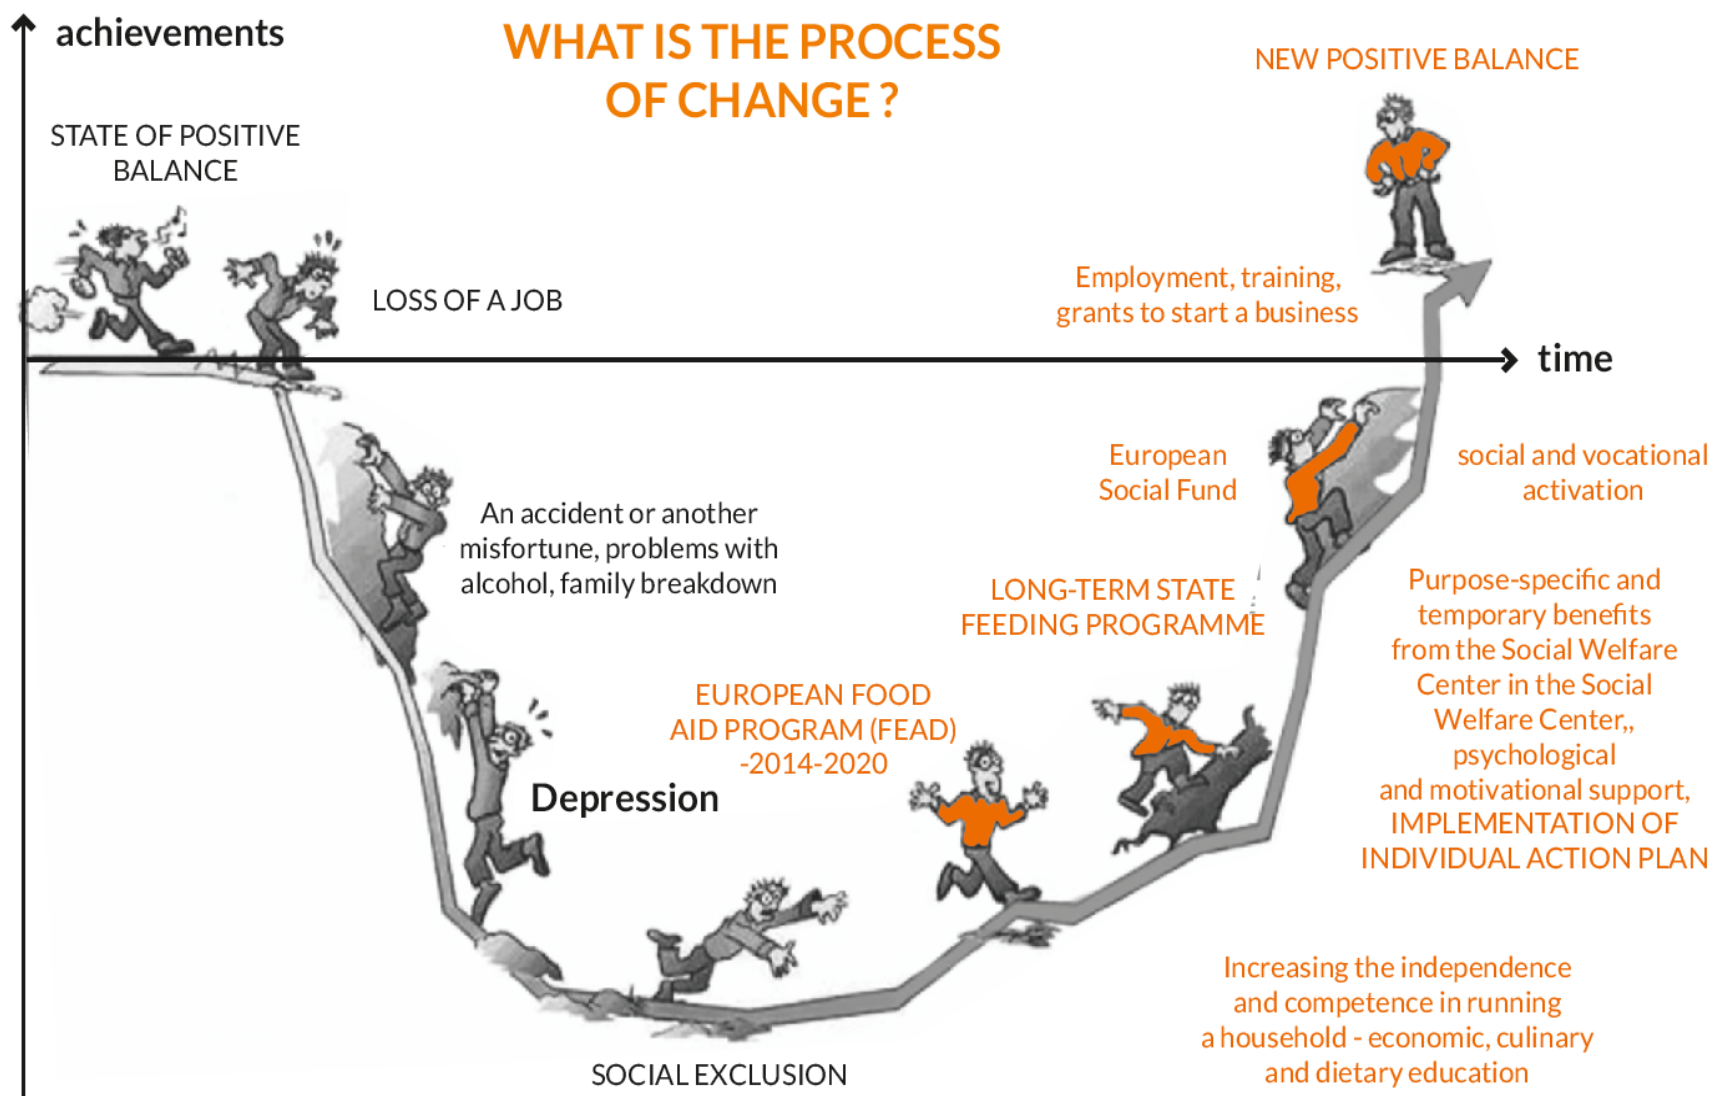 achievements
WHAT IS THE PROCESS
OF CHANGE ?
NEW POSITIVE BALANCE
STATE OF POSITIVE
BALANCE
LOSS OF A JOB
Employment, training,
grants to start a business
time
European
Social Fund
social and vocational
activation
An accident or another
misfortune, problems with
alcohol, family breakdown
LONG-TERM STATE
FEEDING PROGRAMME
Purpose-specific and
temporary benefits
from the Social Welfare
Center in the Social
Welfare Center,,
psychological
and motivational support,
IMPLEMENTATION OF
INDIVIDUAL ACTION PLAN
EUROPEAN FOOD
AID PROGRAM (FEAD)
-2014-2020
Depression
Increasing the independence
and competence in running
a household - economic, culinary
and dietary education
SOCIAL EXCLUSION